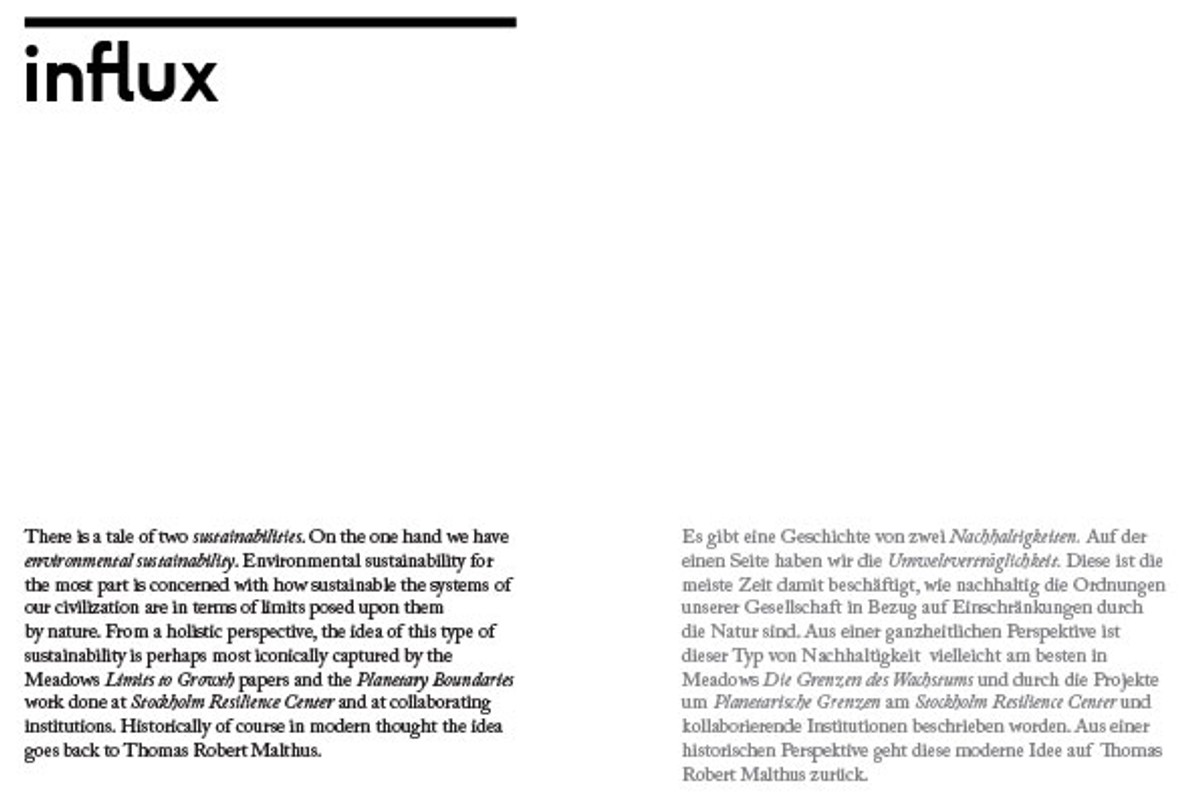 influx
There is a tale of two sustainabilities. On the one hand we have
environmental sustainability. Environmental sustainability for
the most part is concerned with how sustainable the systems of
our civilization are in terms of limits posed upon them
by nature. From a holistic perspective, the idea of this type of
sustainability is perhaps most iconically captured by the
Meadows Limits to Growth papers and the Planetary Boundaries
work done at Stockholm Resilience Center and at collaborating
institutions. Historically of course in modern thought the idea
goes back to Thomas Robert Malthus.
Es gibt eine Geschichte von zwei Nachhaltigkeiten. Auf der
einen Seite haben wir die Umweltverträglichkeit. Diese ist die
meiste Zeit damit beschäftigt, wie nachhaltig die Ordnungen
unserer Gesellschaft in Bezug auf Einschränkungen durch
die Natur sind. Aus einer ganzheitlichen Perspektive ist
dieser Typ von Nachhaltigkeit vielleicht am besten in
Meadows Die Grenzen des Wachstums und durch die Projekte
um Planetarische Grenzen am Stockholm Resilience Center und
kollaborierende Institutionen beschrieben worden. Aus einer
historischen Perspektive geht diese moderne Idee auf Thomas
Robert Malthus zurück.